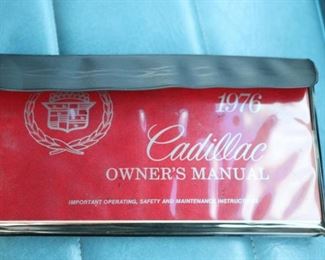 1976
Cadillac
OWNER'S MANUAL
IMPORTANT OPERATING, SAFETY AND MAINTENANCE INSTRUCTIONS